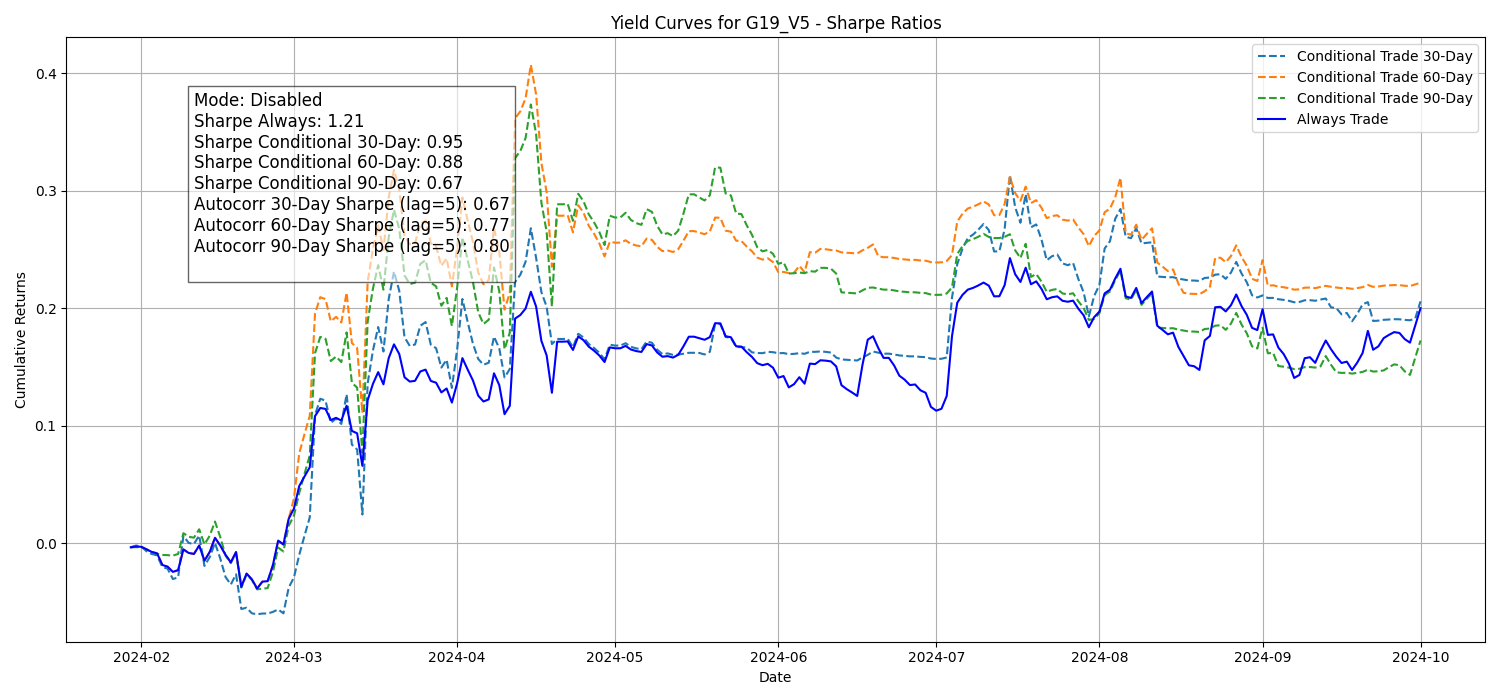 Yield Curves for G19_V5 - Sharpe Ratios
Conditional Trade 30-Day
Conditional Trade 60-Day
Conditional Trade 90-Day
Always Trade
Mode: Disabled
Sharpe Always: 1.21
Sharpe Conditional 30-Day: 0.95
Sharpe Conditional 60-Day: 0.88
Sharpe Conditional 90-Day: 0.67
Autocorr 30-Day Sharpe (lag=5): 0.67
Autocorr 60-Day Sharpe (lag=5): 0.77
Autocorr 90-Day Sharpe (lag=5): 0.80
Cumulative Returns
0.4
0.3
0.2
0.1
0.0
2024-02 2024-03 2024-04 2024-05 2024-06 2024-07 2024-08 2024-09 2024-10
Date